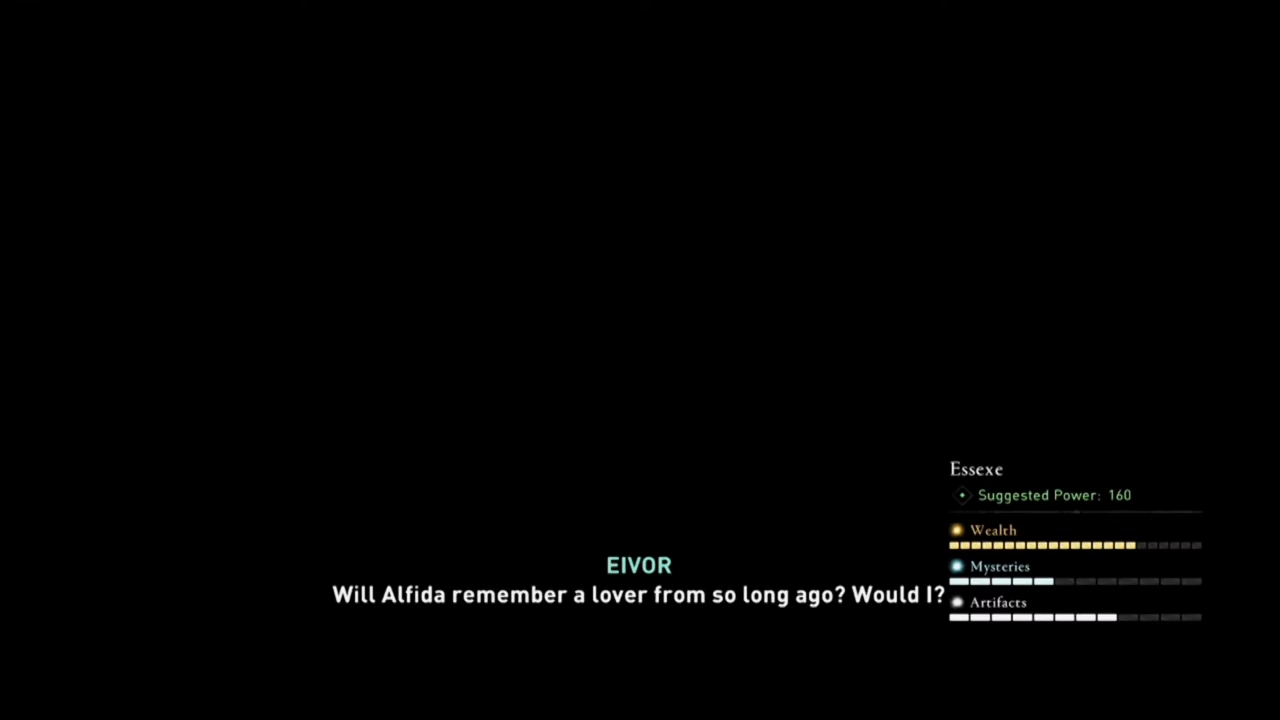 Essexe
Suggested Power: 160
Wealth
Mysteries
Artifacts
EIVOR
Will Alfida remember a lover from so long ago? Would I?